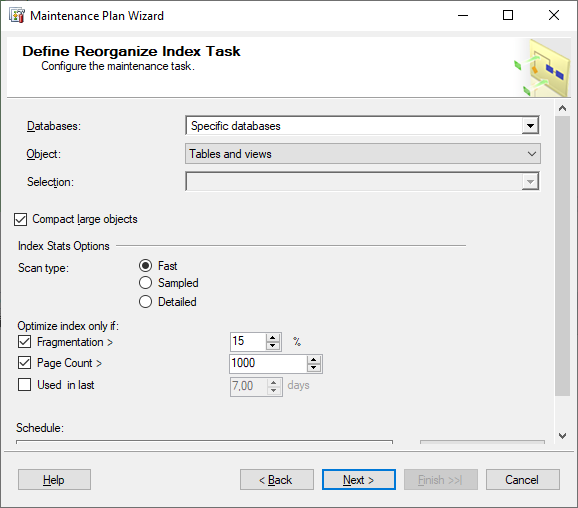 Maintenance Plan Wizard
Define Reorganize Index Task
Configure the maintenance task.
Databases: Specific databases
Object: Tables and views
Selection:
Compact large objects
Index Stats Options
Scan type: Fast
Sampled
Detailed
Optimize index only if:
Fragmentation > 15 %
Page Count > 1000
Used in last 7,00 days
Schedule:
Help < Back Next > Finish >>| Cancel